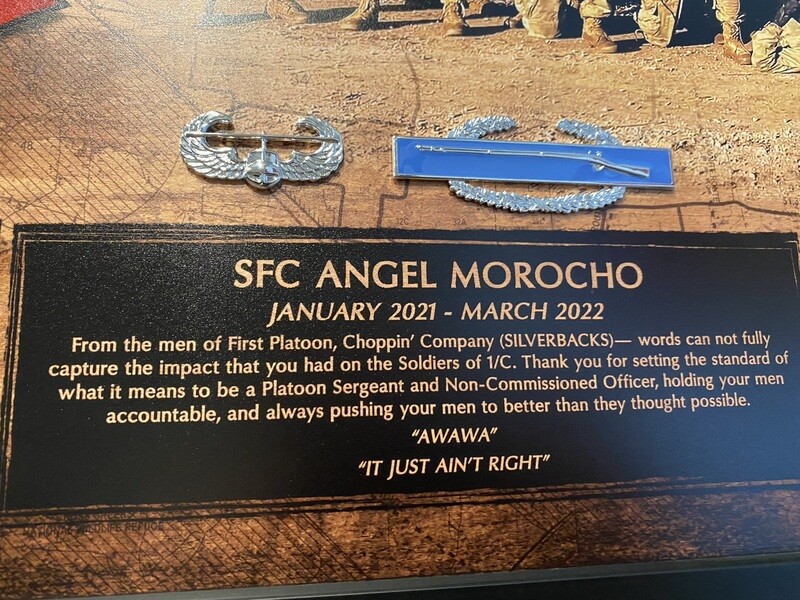 SFC ANGEL MOROCHO
JANUARY 2021 - MARCH 2022
From the men of First Platoon, Choppin' Company (SILVERBACKS)— words can not fully
capture the impact that you had on the Soldiers of 1/C. Thank you for setting the standard of
what it means to be a Platoon Sergeant and Non-Commissioned Officer, holding your men
accountable, and always pushing your men to better than they thought possible.
"AWAWA"
"IT JUST AIN'T RIGHT"